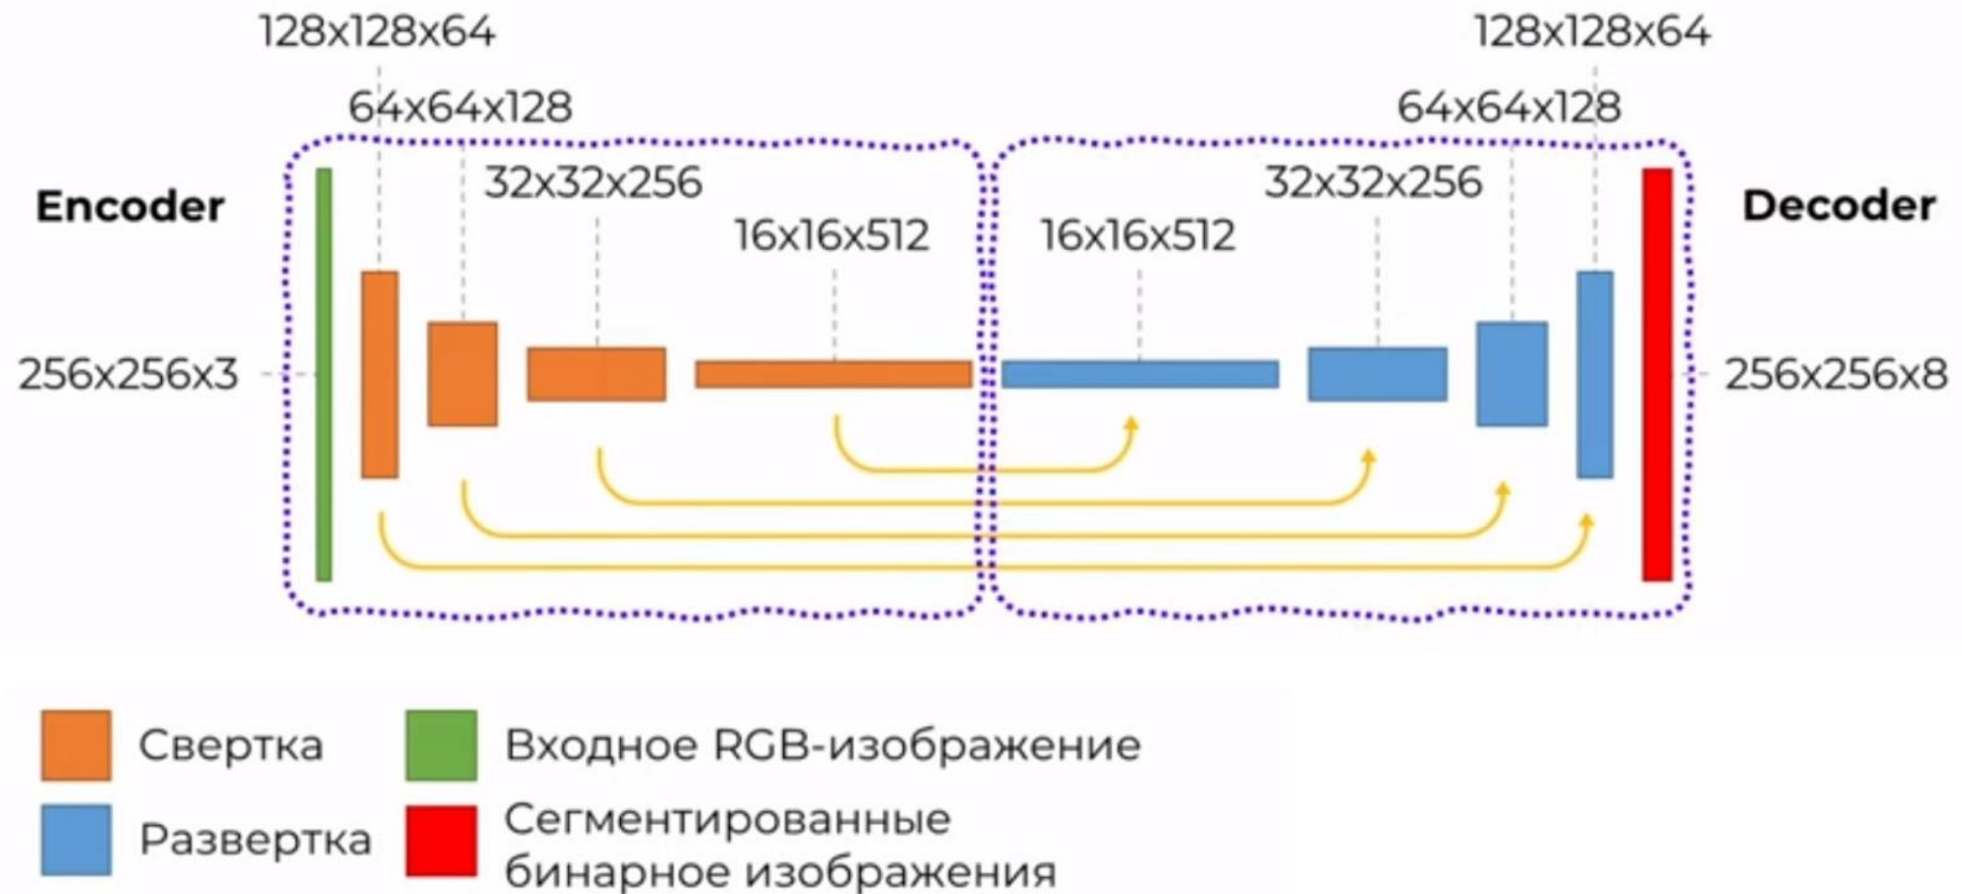 128x128x64
128x128x64
64x64x128
64x64x128
32x32x256
32x32x256
Encoder
Decoder
16x16x512
16x16x512
256x256x3
256x256x8
Свертка
Входное RGB-изображение
Развертка
Сегментированные
бинарное изображения